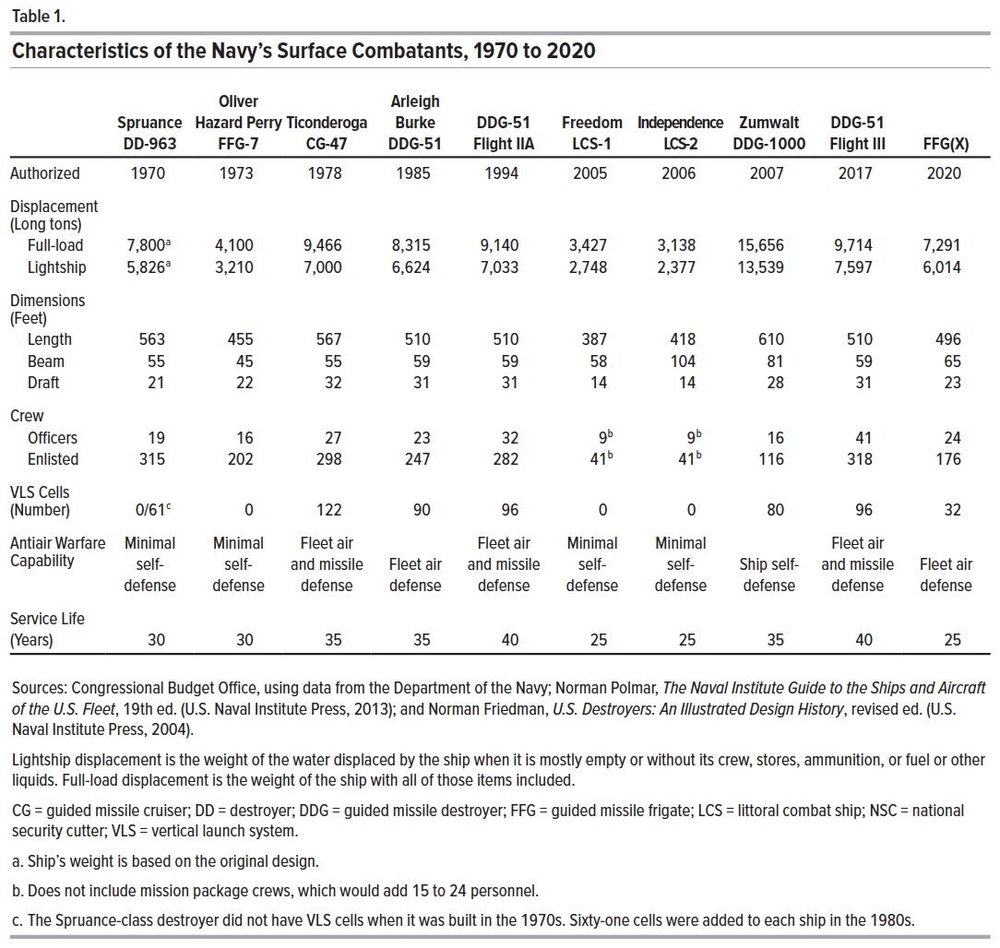 Table 1.
Characteristics of the Navy’s Surface Combatants, 1970 to 2020
Oliver Arleigh
Spruance Hazard Perry Ticonderoga Burke DDG-51 Freedom Independence Zumwalt DDG-51
DD-963 FFG-7 CG-47 DDG-51 Flight IIA LCS-1 LCS-2 DDG-1000 Flight III FFG(X)
Authorized 1970 1973 1978 1985 1994 2005 2006 2007 2017 2020
Displacement
(Long tons)
Full-load 7,800a 4,100 9,466 8,315 9,140 3,427 3,138 15,656 9,714 7,291
Lightship 5,826a 3,210 7,000 6,624 7,033 2,748 2,377 13,539 7,597 6,014
Dimensions
(Feet)
Length 563 455 567 510 510 387 418 610 510 496
Beam 55 45 55 59 59 58 104 81 59 65
Draft 21 22 32 31 31 14 14 28 31 23
Crew
Officers 19 16 27 23 32 9b 9b 16 41 24
Enlisted 315 202 298 247 282 41b 41b 116 318 176
VLS Cells
(Number) 0/61c 0 122 90 96 0 0 80 96 32
Antiair Warfare Minimal Minimal Fleet air Fleet air Minimal Minimal Fleet air
Capability self- self- and missile Fleet air and missile self- self- Ship self- and missile Fleet air
defense defense defense defense defense defense defense defense defense defense
Service Life
(Years) 30 30 35 35 40 25 25 35 40 25
Sources: Congressional Budget Office, using data from the Department of the Navy; Norman Polmar, The Naval Institute Guide to the Ships and Aircraft
of the U.S. Fleet, 19th ed. (U.S. Naval Institute Press, 2013); and Norman Friedman, U.S. Destroyers: An Illustrated Design History, revised ed. (U.S.
Naval Institute Press, 2004).
Lightship displacement is the weight of the water displaced by the ship when it is mostly empty or without its crew, stores, ammunition, or fuel or other
liquids. Full-load displacement is the weight of the ship with all of those items included.
CG = guided missile cruiser; DD = destroyer; DDG = guided missile destroyer; FFG = guided missile frigate; LCS = littoral combat ship; NSC = national
security cutter; VLS = vertical launch system.
a. Ship’s weight is based on the original design.
b. Does not include mission package crews, which would add 15 to 24 personnel.
c. The Spruance-class destroyer did not have VLS cells when it was built in the 1970s. Sixty-one cells were added to each ship in the 1980s.